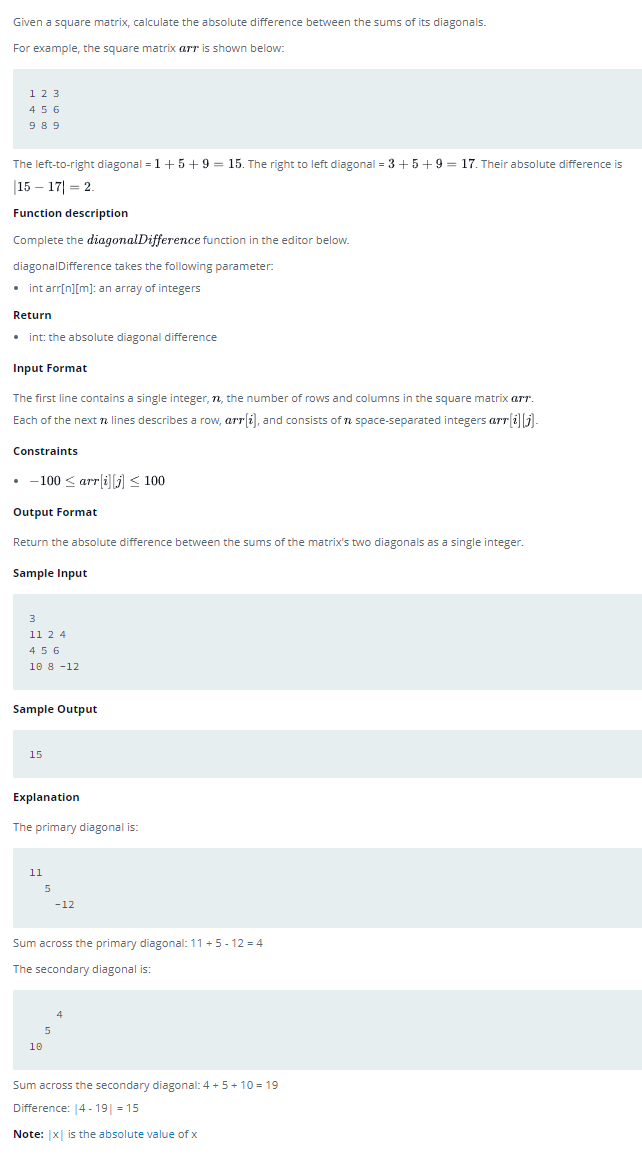 Given a square matrix, calculate the absolute difference between the sums of its diagonals.
For example, the square matrix arr is shown below:
1 2 3
4 5 6
9 8 9
The left-to-right diagonal = 1 + 5 + 9 = 15. The right to left diagonal = 3 + 5 + 9 = 17. Their absolute difference is
|15 − 17| = 2.
Function description
Complete the diagonalDifference function in the editor below.
diagonalDifference takes the following parameter:
• int arr[n][m]: an array of integers
Return
• int: the absolute diagonal difference
Input Format
The first line contains a single integer, n, the number of rows and columns in the square matrix arr.
Each of the next n lines describes a row, arr[i], and consists of n space-separated integers arr[i][j].
Constraints
• −100 ≤ arr[i][j] ≤ 100
Output Format
Return the absolute difference between the sums of the matrix's two diagonals as a single integer.
Sample Input
3
11 2 4
4 5 6
10 8 -12
Sample Output
15
Explanation
The primary diagonal is:
11
5
-12
Sum across the primary diagonal: 11 + 5 - 12 = 4
The secondary diagonal is:
4
5
10
Sum across the secondary diagonal: 4 + 5 + 10 = 19
Difference: |4 - 19| = 15
Note: |x| is the absolute value of x